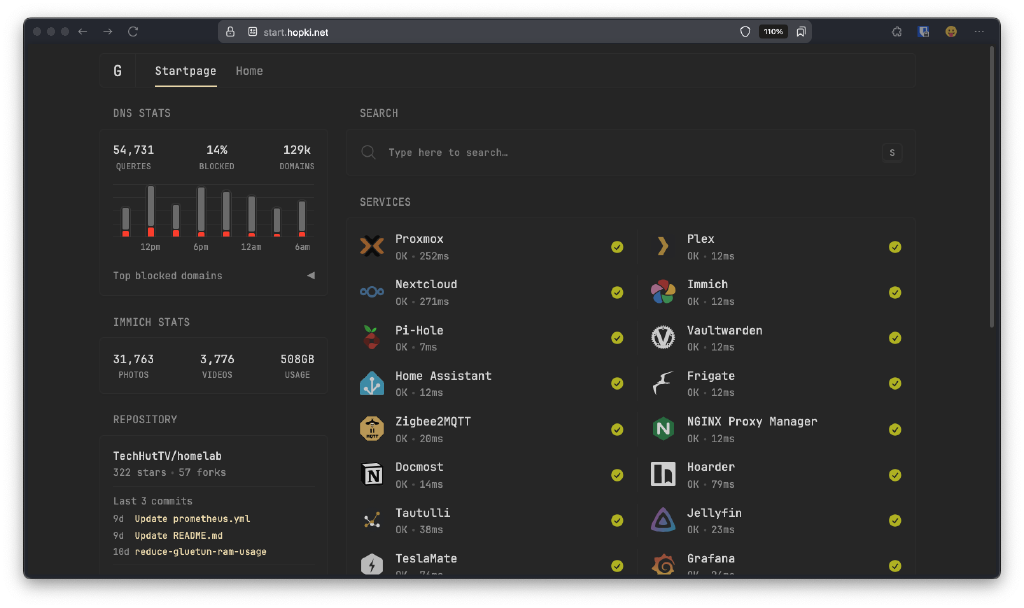 start.hopki.net
110%
G
Startpage
Home
DNS STATS
54,731
14%
129k
QUERIES
BLOCKED
DOMAINS
12pm
6pm
12am
6am
Top blocked domains
IMMICH STATS
31,763
3,776
508GB
PHOTOS
VIDEOS
USAGE
REPOSITORY
TechHutTV/homelab
322 stars · 57 forks
Last 3 commits
9d Update prometheus.yml
9d Update README.md
10d reduce-gluetun-ram-usage
SEARCH
Type here to search…
S
SERVICES
Proxmox
OK · 252ms
Plex
OK · 12ms
Nextcloud
OK · 271ms
Immich
OK · 12ms
Pi-Hole
OK · 7ms
Vaultwarden
OK · 12ms
Home Assistant
OK · 12ms
Frigate
OK · 12ms
Zigbee2MQTT
OK · 20ms
NGINX Proxy Manager
OK · 12ms
Docmost
OK · 14ms
Hoarder
OK · 79ms
Tautulli
OK · 38ms
Jellyfin
OK · 23ms
TeslaMate
Grafana